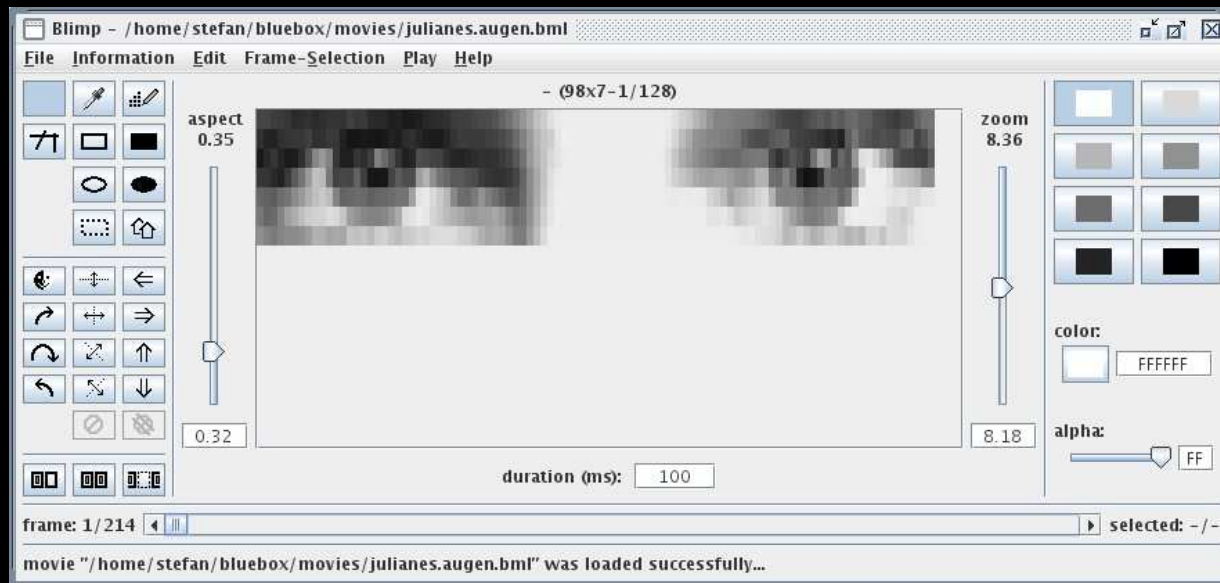 Blimp - /home/stefan/bluebox/movies/julianes.augen.bml
File Information Edit Frame-Selection Play Help
- (98x7-1/128)
aspect
0.35
zoom
8.36
0.32
8.18
color:
FFFFFF
alpha:
FF
duration (ms): 100
frame: 1/214
selected: -/-
movie "/home/stefan/bluebox/movies/julianes.augen.bml" was loaded successfully...